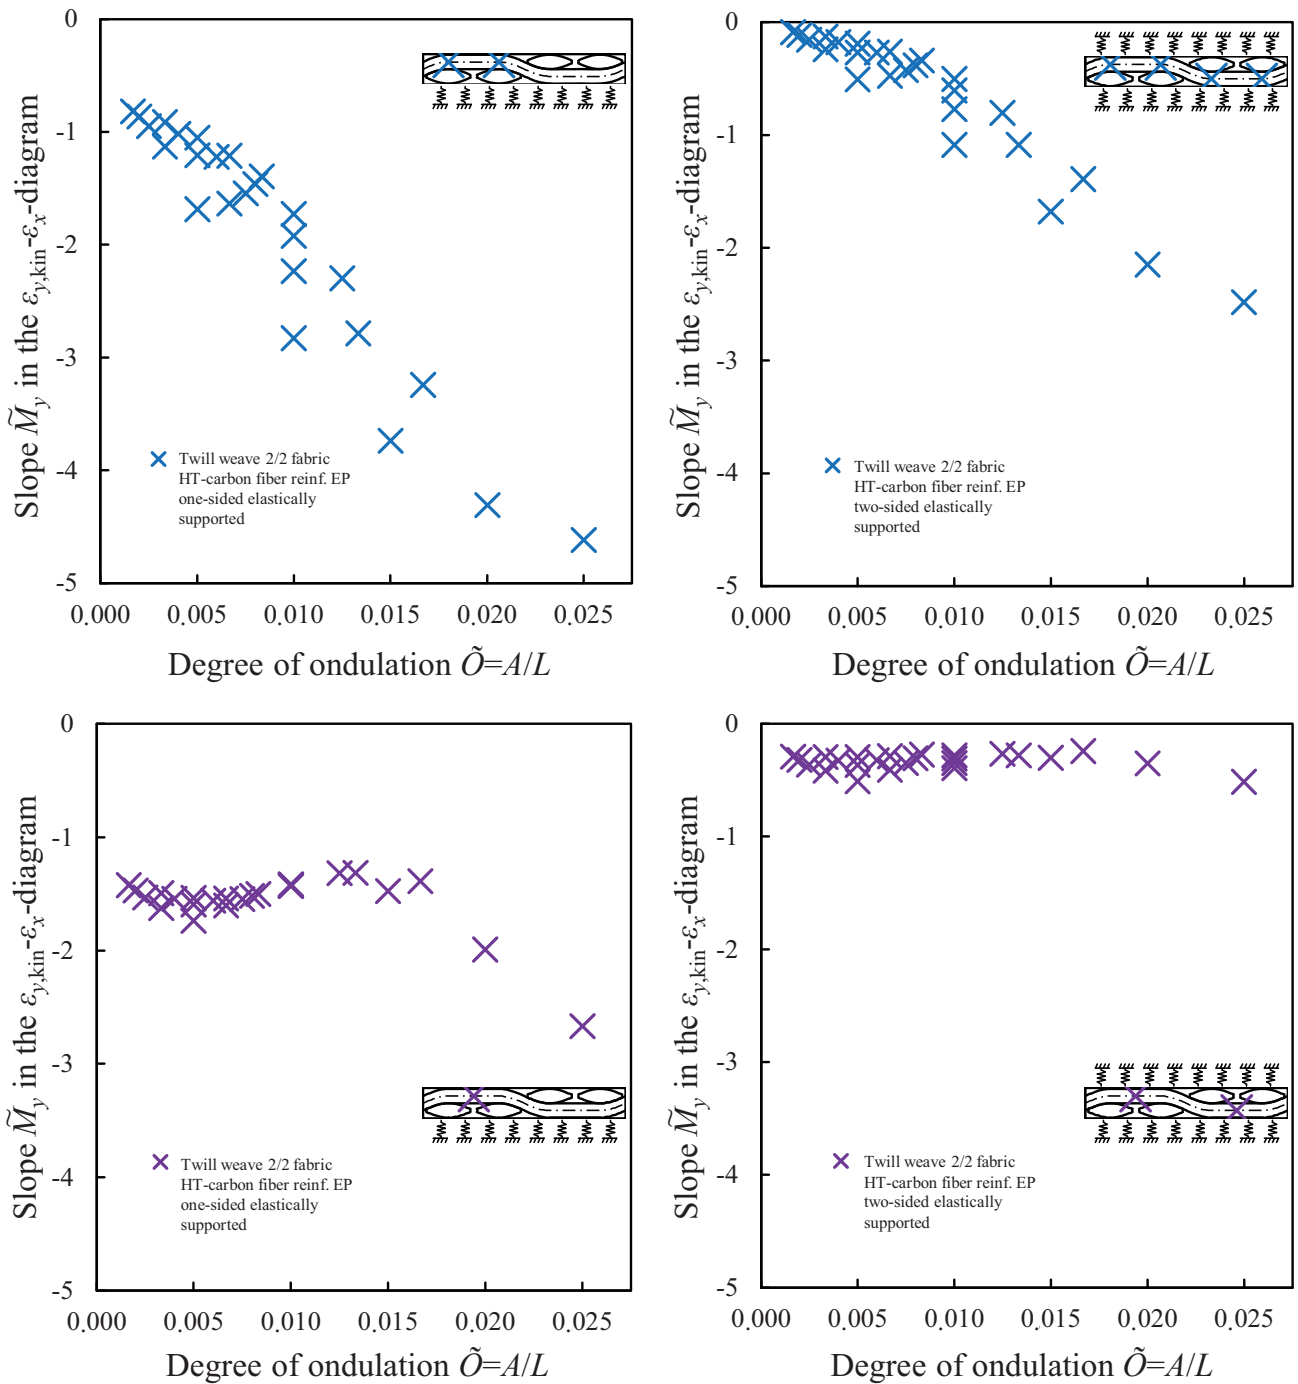 0
-1
-2
-3
-4
-5
Slope M̃y in the εy,kin-εx-diagram
Twill weave 2/2 fabric
HT-carbon fiber reinf. EP
one-sided elastically
supported
0.000 0.005 0.010 0.015 0.020 0.025
Degree of ondulation Õ=A/L
0
-1
-2
-3
-4
-5
Slope M̃y in the εy,kin-εx-diagram
Twill weave 2/2 fabric
HT-carbon fiber reinf. EP
two-sided elastically
supported
0.000 0.005 0.010 0.015 0.020 0.025
Degree of ondulation Õ=A/L
0
-1
-2
-3
-4
-5
Slope M̃y in the εy,kin-εx-diagram
Twill weave 2/2 fabric
HT-carbon fiber reinf. EP
one-sided elastically
supported
0.000 0.005 0.010 0.015 0.020 0.025
Degree of ondulation Õ=A/L
0
-1
-2
-3
-4
-5
Slope M̃y in the εy,kin-εx-diagram
Twill weave 2/2 fabric
HT-carbon fiber reinf. EP
two-sided elastically
supported
0.000 0.005 0.010 0.015 0.020 0.025
Degree of ondulation Õ=A/L